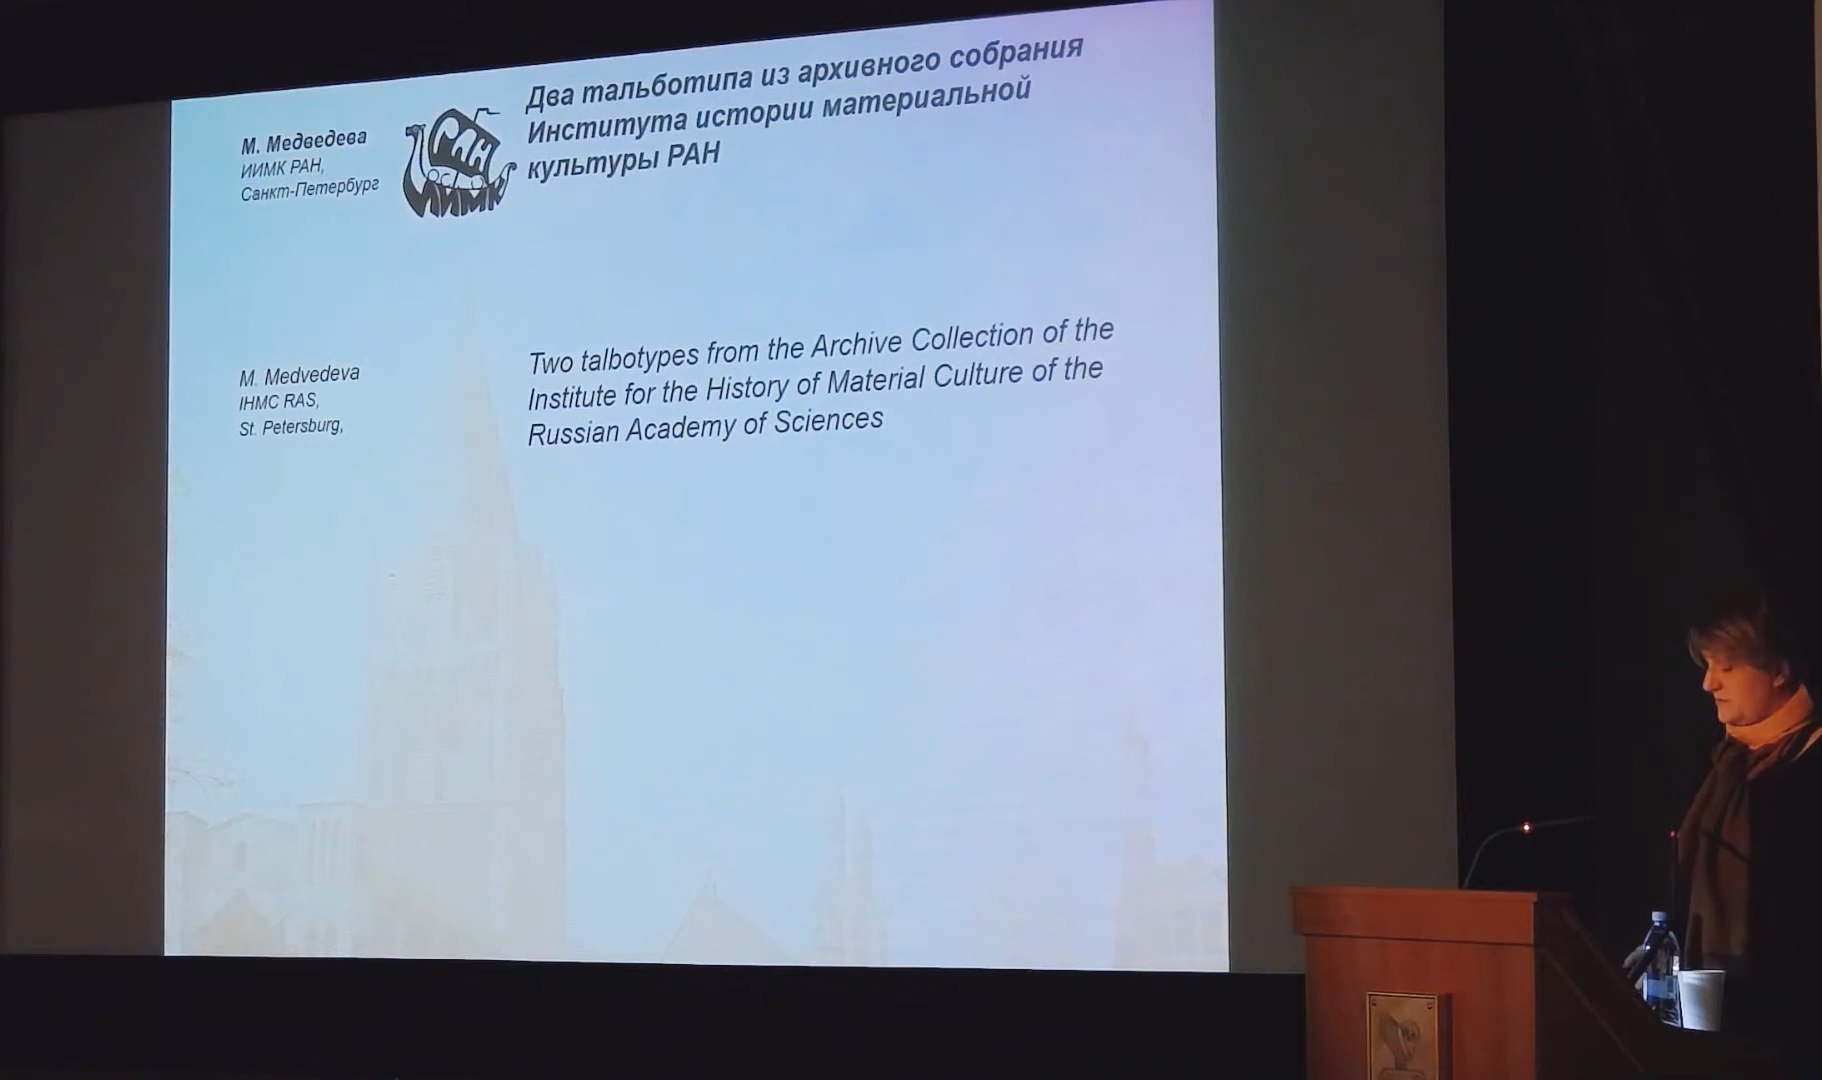 М. Медведева
ИИМК РАН,
Санкт-Петербург
РАН
ИИМК
Два тальботипа из архивного собрания
Института истории материальной
культуры РАН
M. Medvedeva
IHMC RAS,
St. Petersburg,
Two talbotypes from the Archive Collection of the
Institute for the History of Material Culture of the
Russian Academy of Sciences